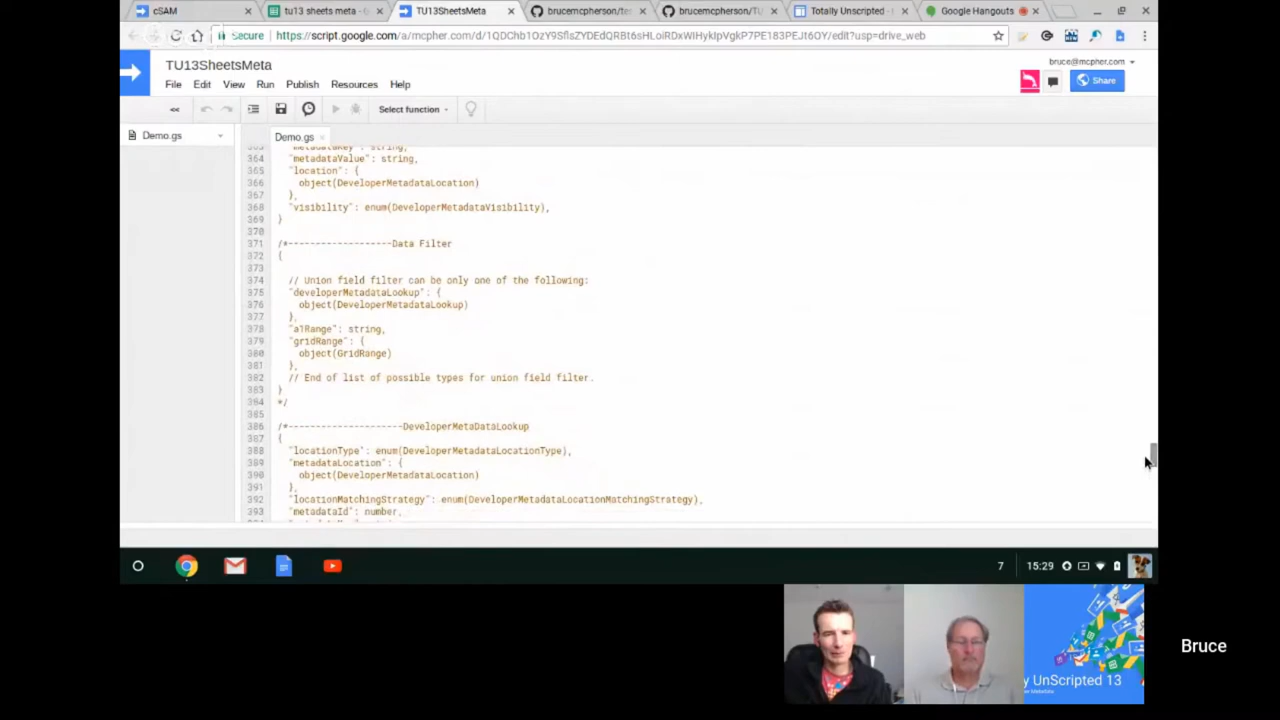 cSAM
tu13 sheets meta -
TU13SheetsMeta
brucemcpherson/te
brucemcpherson/TU
Totally Unscripted -
Google Hangouts
Secure
https://script.google.com/a/mcpher.com/d/1QDChb1OzY9SflsZYDEdQRBt6sHLoiRDxWIHykIpVgkP7PE183PEJt6OY/edit?usp=drive_web
TU13SheetsMeta
bruce@mcpher.com
File Edit View Run Publish Resources Help
Share
Select function
Demo.gs
Demo.gs
363 "metadataKey": string,
364 "metadataValue": string,
365 "location": {
366 object(DeveloperMetadataLocation)
367 },
368 "visibility": enum(DeveloperMetadataVisibility),
369 }
370
371 /*-------------------Data Filter
372 {
373
374 // Union field filter can be only one of the following:
375 "developerMetadataLookup": {
376 object(DeveloperMetadataLookup)
377 },
378 "a1Range": string,
379 "gridRange": {
380 object(GridRange)
381 },
382 // End of list of possible types for union field filter.
383 }
384 */
385
386 /*--------------------DeveloperMetaDataLookup
387 {
388 "locationType": enum(DeveloperMetadataLocationType),
389 "metadataLocation": {
390 object(DeveloperMetadataLocation)
391 },
392 "locationMatchingStrategy": enum(DeveloperMetadataLocationMatchingStrategy),
393 "metadataId": number,
7 15:29
y UnScripted 13
Bruce